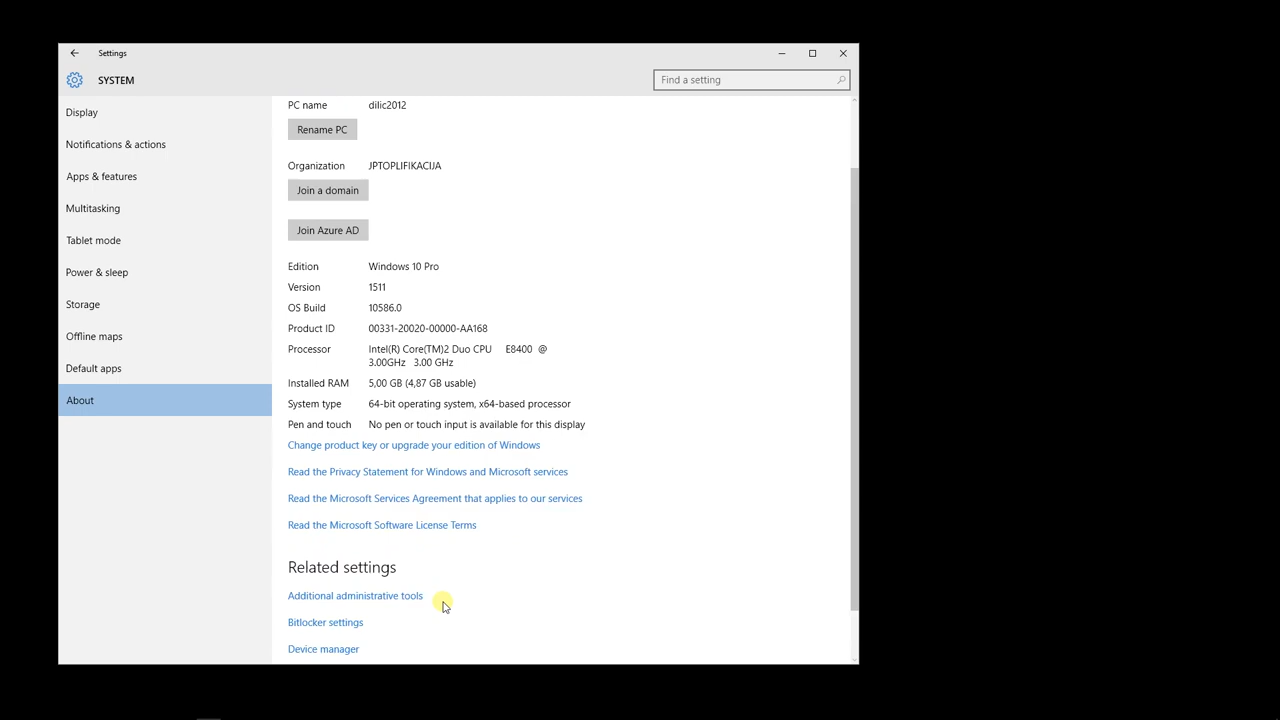 Settings
SYSTEM
Find a setting
Display
Notifications & actions
Apps & features
Multitasking
Tablet mode
Power & sleep
Storage
Offline maps
Default apps
About
PC name dilic2012
Rename PC
Organization JPTOPLIFIKACIJA
Join a domain
Join Azure AD
Edition Windows 10 Pro
Version 1511
OS Build 10586.0
Product ID 00331-20020-00000-AA168
Processor Intel(R) Core(TM)2 Duo CPU E8400 @
3.00GHz 3.00 GHz
Installed RAM 5,00 GB (4,87 GB usable)
System type 64-bit operating system, x64-based processor
Pen and touch No pen or touch input is available for this display
Change product key or upgrade your edition of Windows
Read the Privacy Statement for Windows and Microsoft services
Read the Microsoft Services Agreement that applies to our services
Read the Microsoft Software License Terms
Related settings
Additional administrative tools
Bitlocker settings
Device manager